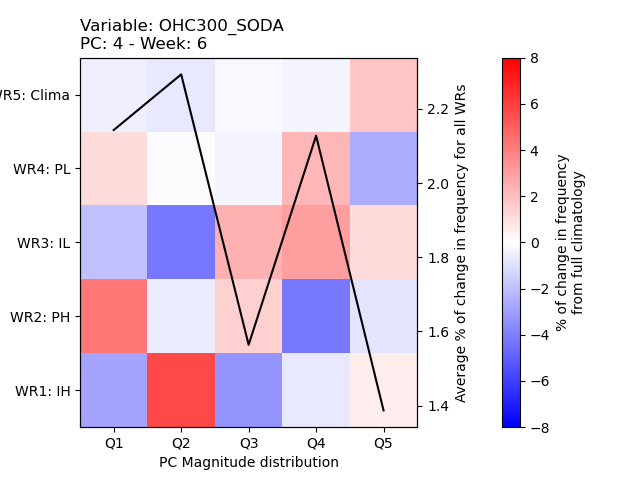 Variable: OHC300_SODA
PC: 4 - Week: 6
WR5: Clima
WR4: PL
WR3: IL
WR2: PH
WR1: IH
Q1 Q2 Q3 Q4 Q5
PC Magnitude distribution
2.2
2.0
1.8
1.6
1.4
Average % of change in frequency for all WRs
8
6
4
2
0
−2
−4
−6
−8
% of change in frequency
from full climatology